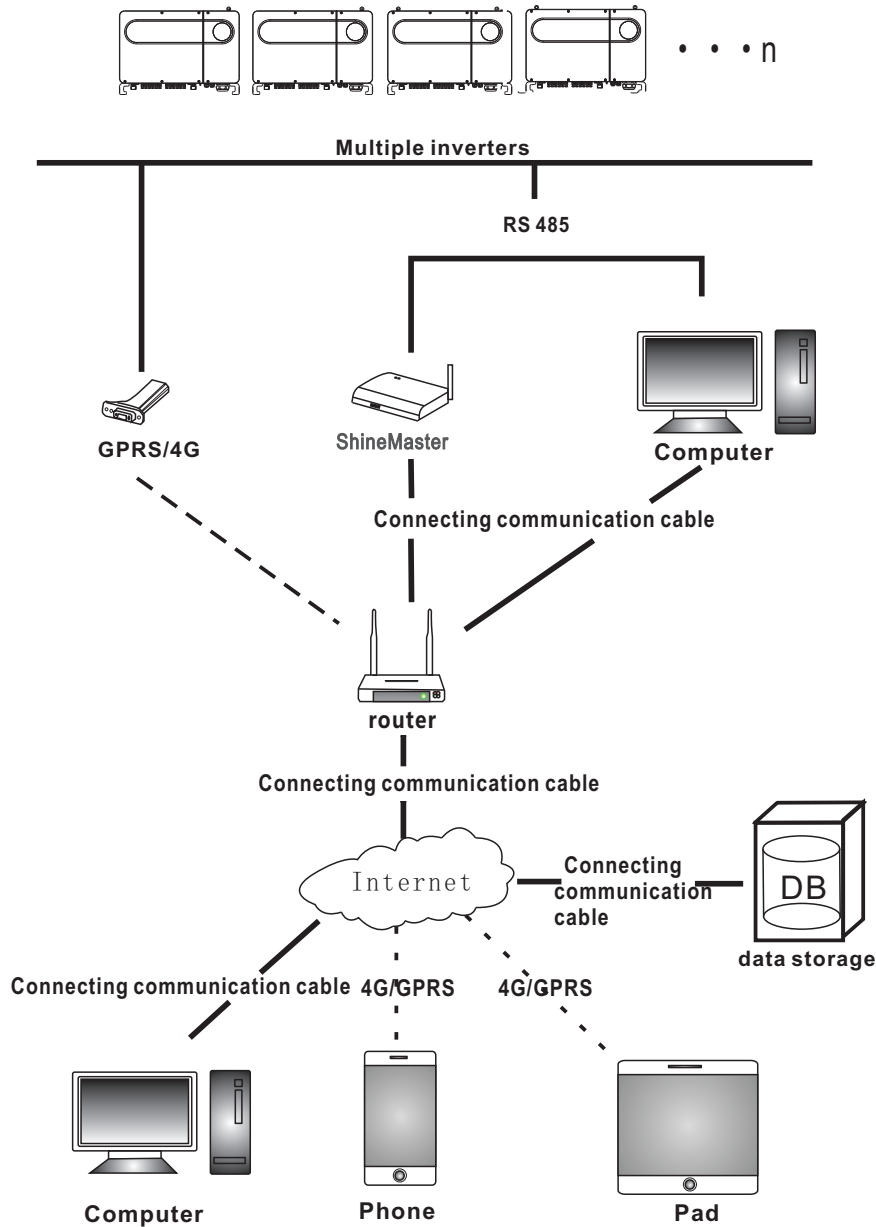 · · · n
Multiple inverters
RS 485
GPRS/4G
ShineMaster
Computer
Connecting communication cable
router
Connecting communication cable
Internet
Connecting
communication
cable
DB
data storage
Connecting communication cable
4G/GPRS
4G/GPRS
Computer
Phone
Pad